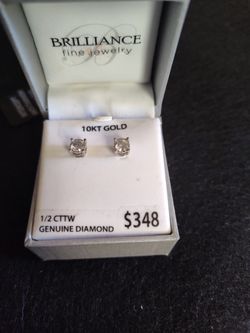 BRILLIANCE
fine jewelry
10KT GOLD
1/2 CTTW
GENUINE DIAMOND
$348